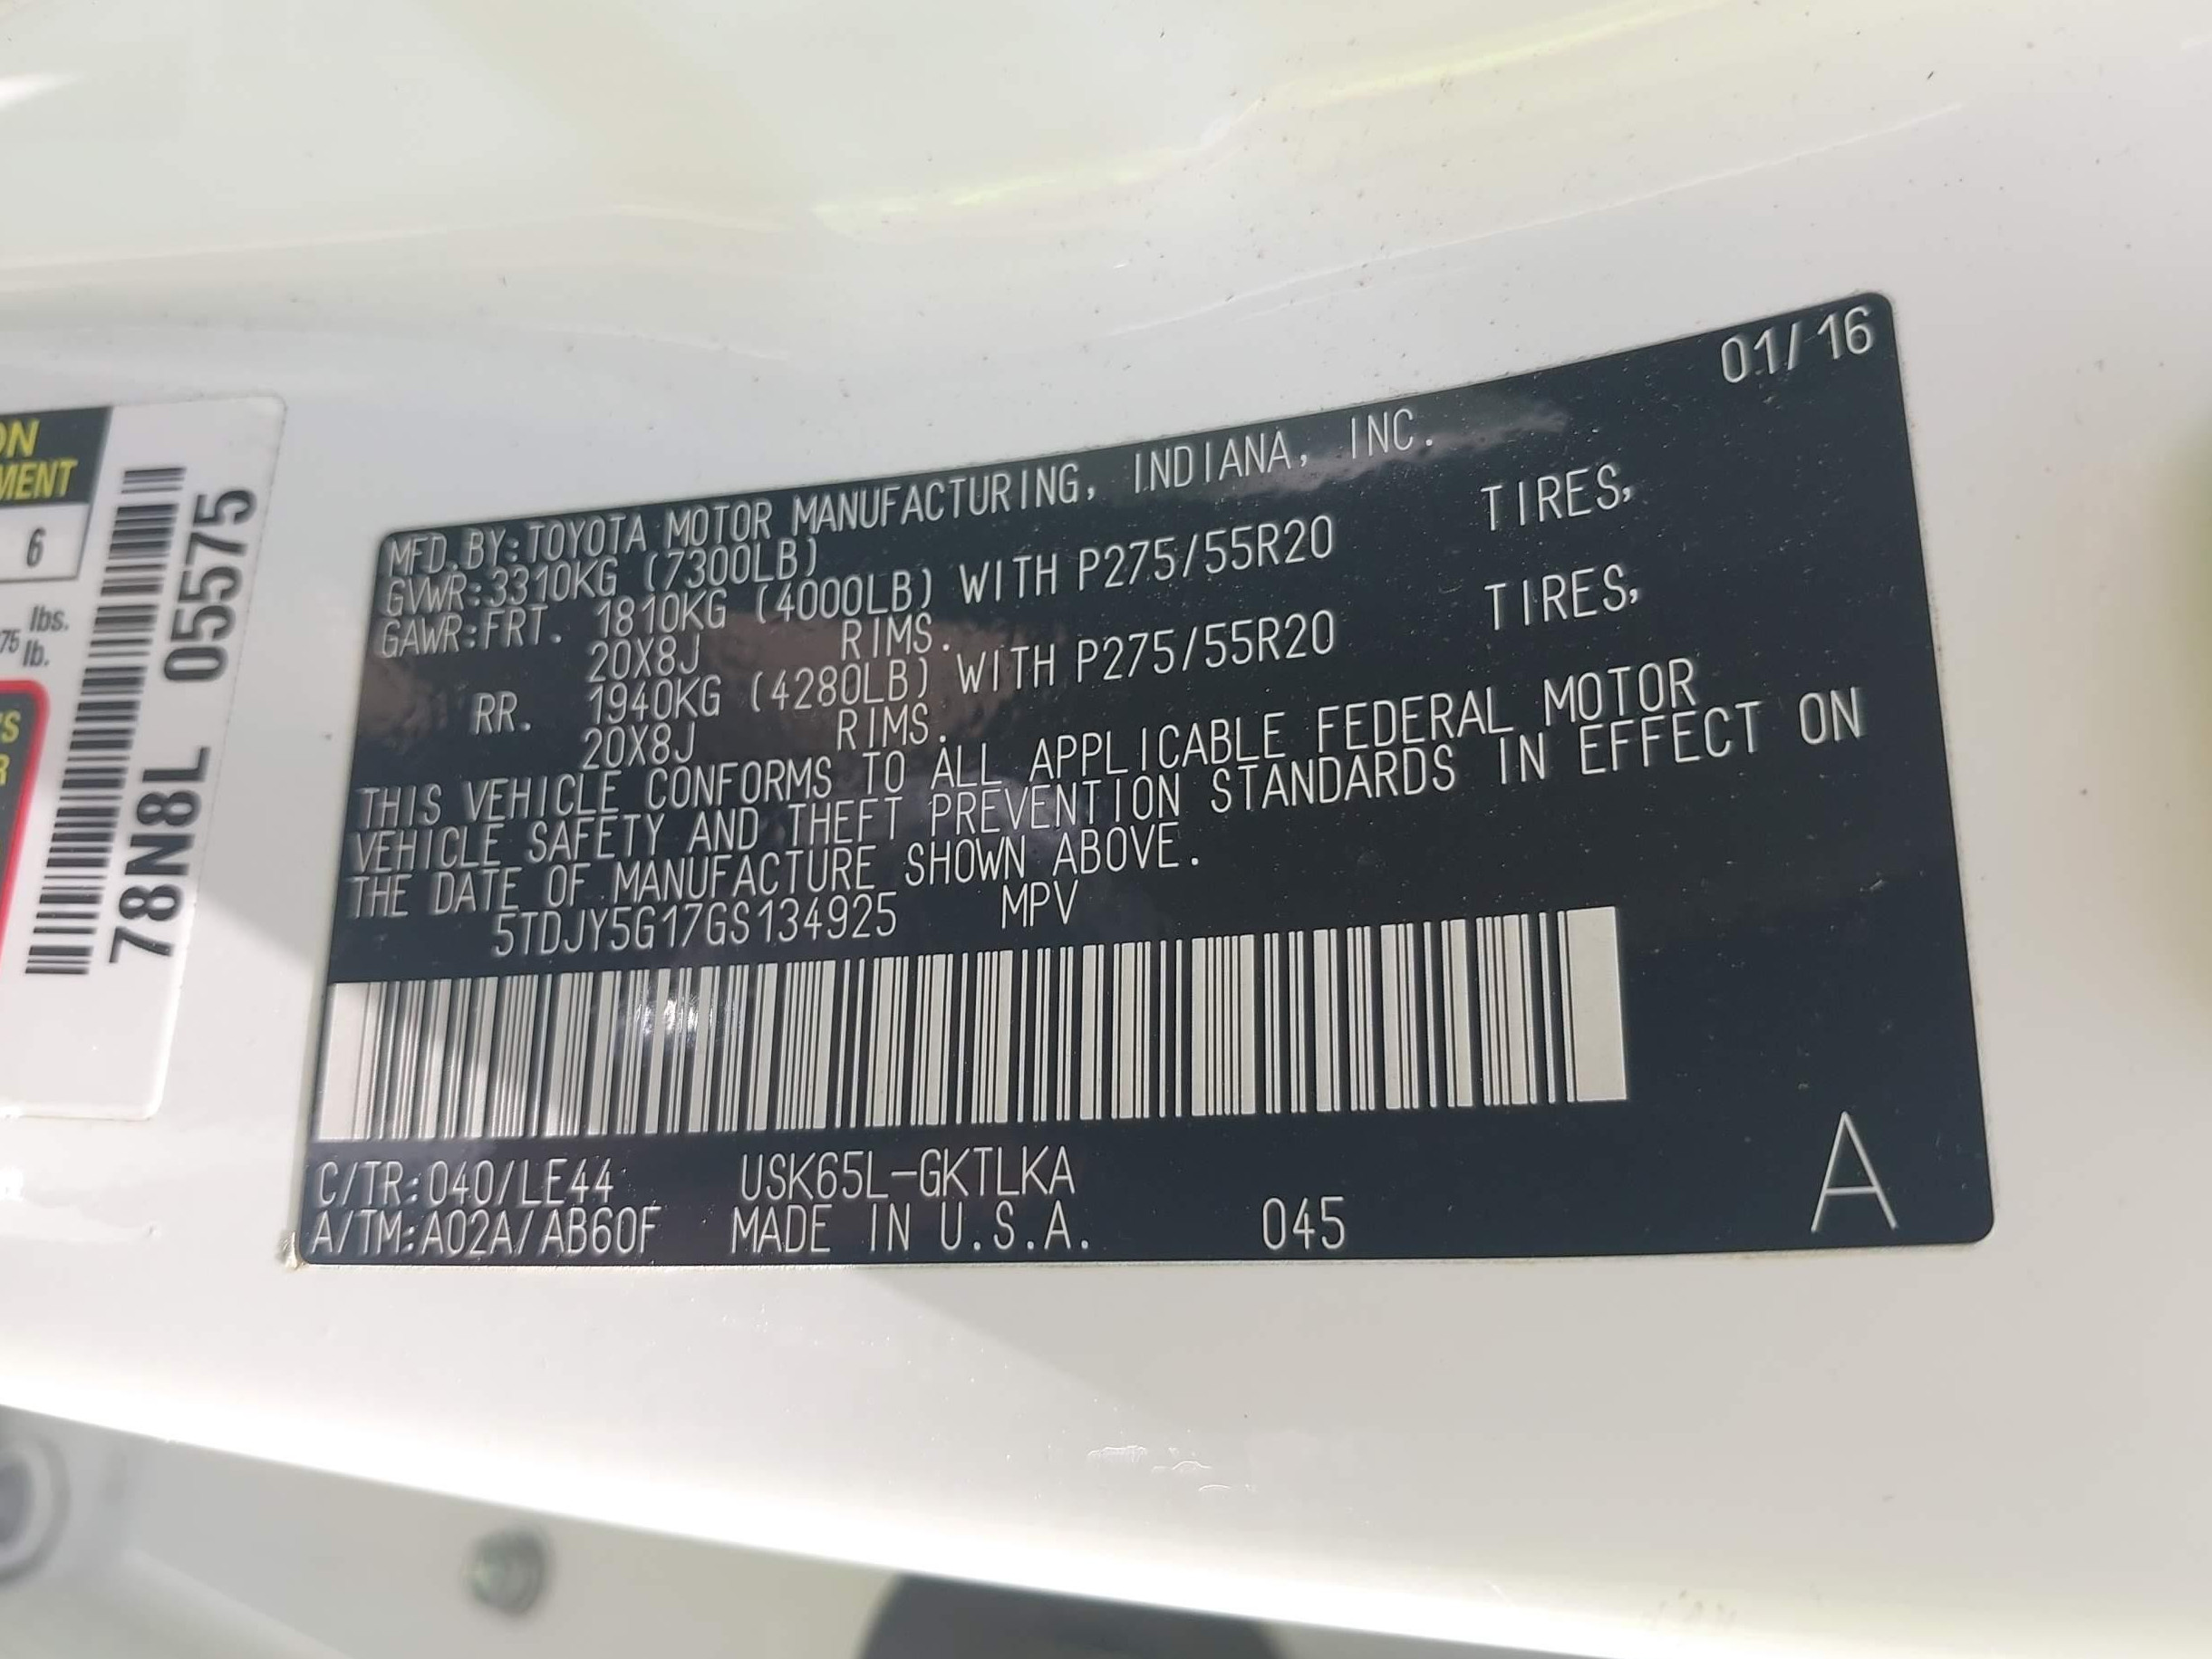 ON
MENT
6
lbs.
75 lb.
'S
R
78N8L 05575
01/16
MFD.BY:TOYOTA MOTOR MANUFACTURING, INDIANA, INC.
GVWR:3310KG (7300LB)
GAWR:FRT. 1810KG (4000LB) WITH P275/55R20 TIRES,
20X8J RIMS.
RR. 1940KG (4280LB) WITH P275/55R20 TIRES,
20X8J RIMS.
THIS VEHICLE CONFORMS TO ALL APPLICABLE FEDERAL MOTOR
VEHICLE SAFETY AND THEFT PREVENTION STANDARDS IN EFFECT ON
THE DATE OF MANUFACTURE SHOWN ABOVE.
5TDJY5G17GS134925 MPV
C/TR:040/LE44 USK65L-GKTLKA
A/TM:A02A/AB60F MADE IN U.S.A. 045 A